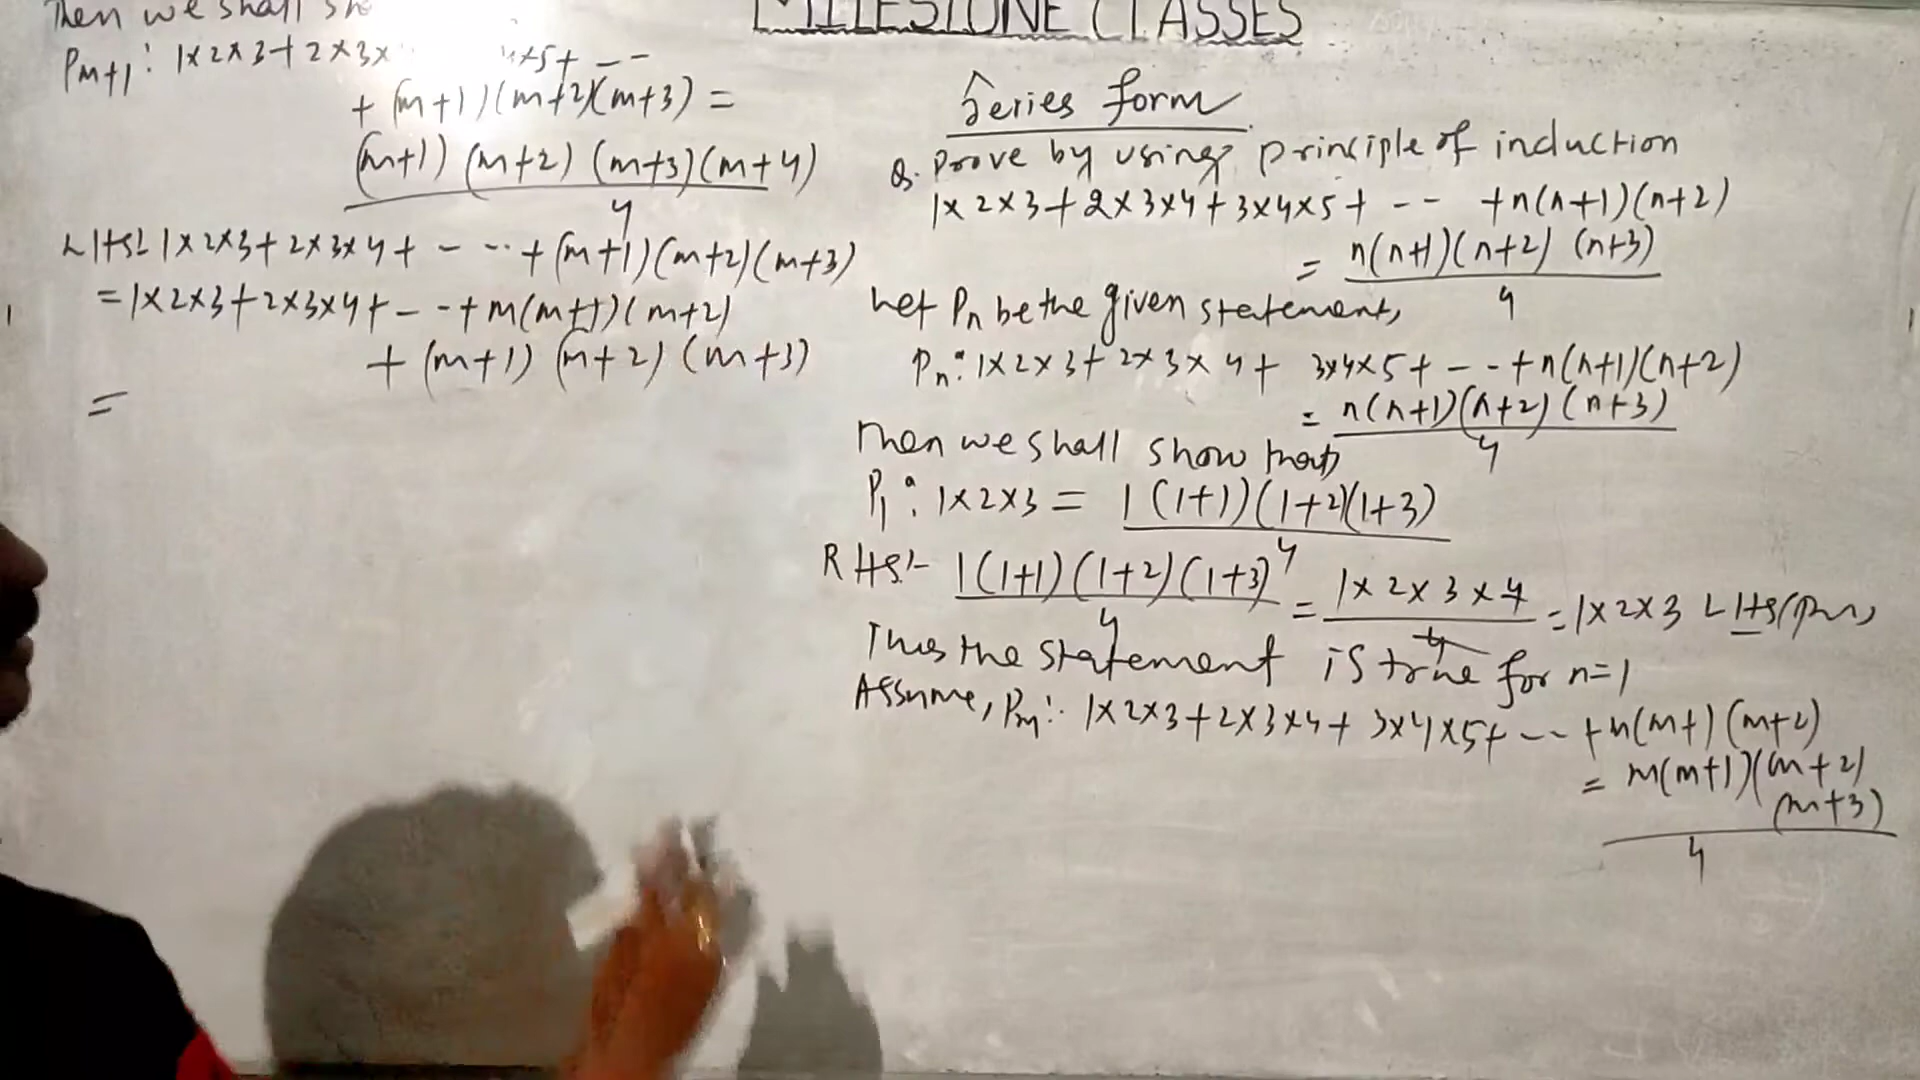 Then we shall
Pm+1: 1×2×3+2×3× ×5+ --
+ (m+1)(m+2)(m+3) =
(m+1) (m+2) (m+3)(m+4)
4
LHS:- 1×2×3+2×3×4+ - --- + (m+1)(m+2)(m+3)
= 1×2×3+2×3×4+ - - + m(m+1)(m+2)
+ (m+1) (m+2) (m+3)
=
MILESTONE CLASSES
Series form
Q. Prove by using principle of induction
1×2×3+2×3×4+3×4×5+ -- +n(n+1)(n+2)
= n(n+1)(n+2) (n+3)
4
Let Pn be the given statement,
Pn: 1×2×3+2×3×4+ 3×4×5+ - - +n(n+1)(n+2)
= n(n+1)(n+2)(n+3)
4
Then we shall show that,
P1: 1×2×3 = 1(1+1)(1+2)(1+3)
4
RHS:- 1(1+1)(1+2)(1+3) = 1×2×3×4 = 1×2×3 LHS
4 4
Thus the statement is true for n=1
Assume, Pm:- 1×2×3+2×3×4+ 3×4×5+ --- +m(m+)(m+2)
= m(m+1)(m+2)
(m+3)
4